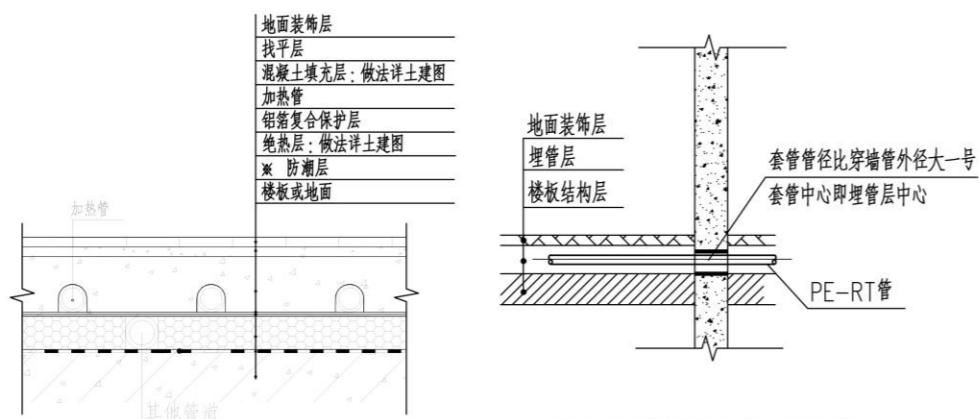 地面装饰层
找平层
混凝土填充层：做法详土建图
加热管
铝箔复合保护层
绝热层：做法详土建图
※ 防潮层
楼板或地面
加热管
其他管道
地面装饰层
埋管层
楼板结构层
套管管径比穿墙管外径大一号
套管中心即埋管层中心
PE-RT管